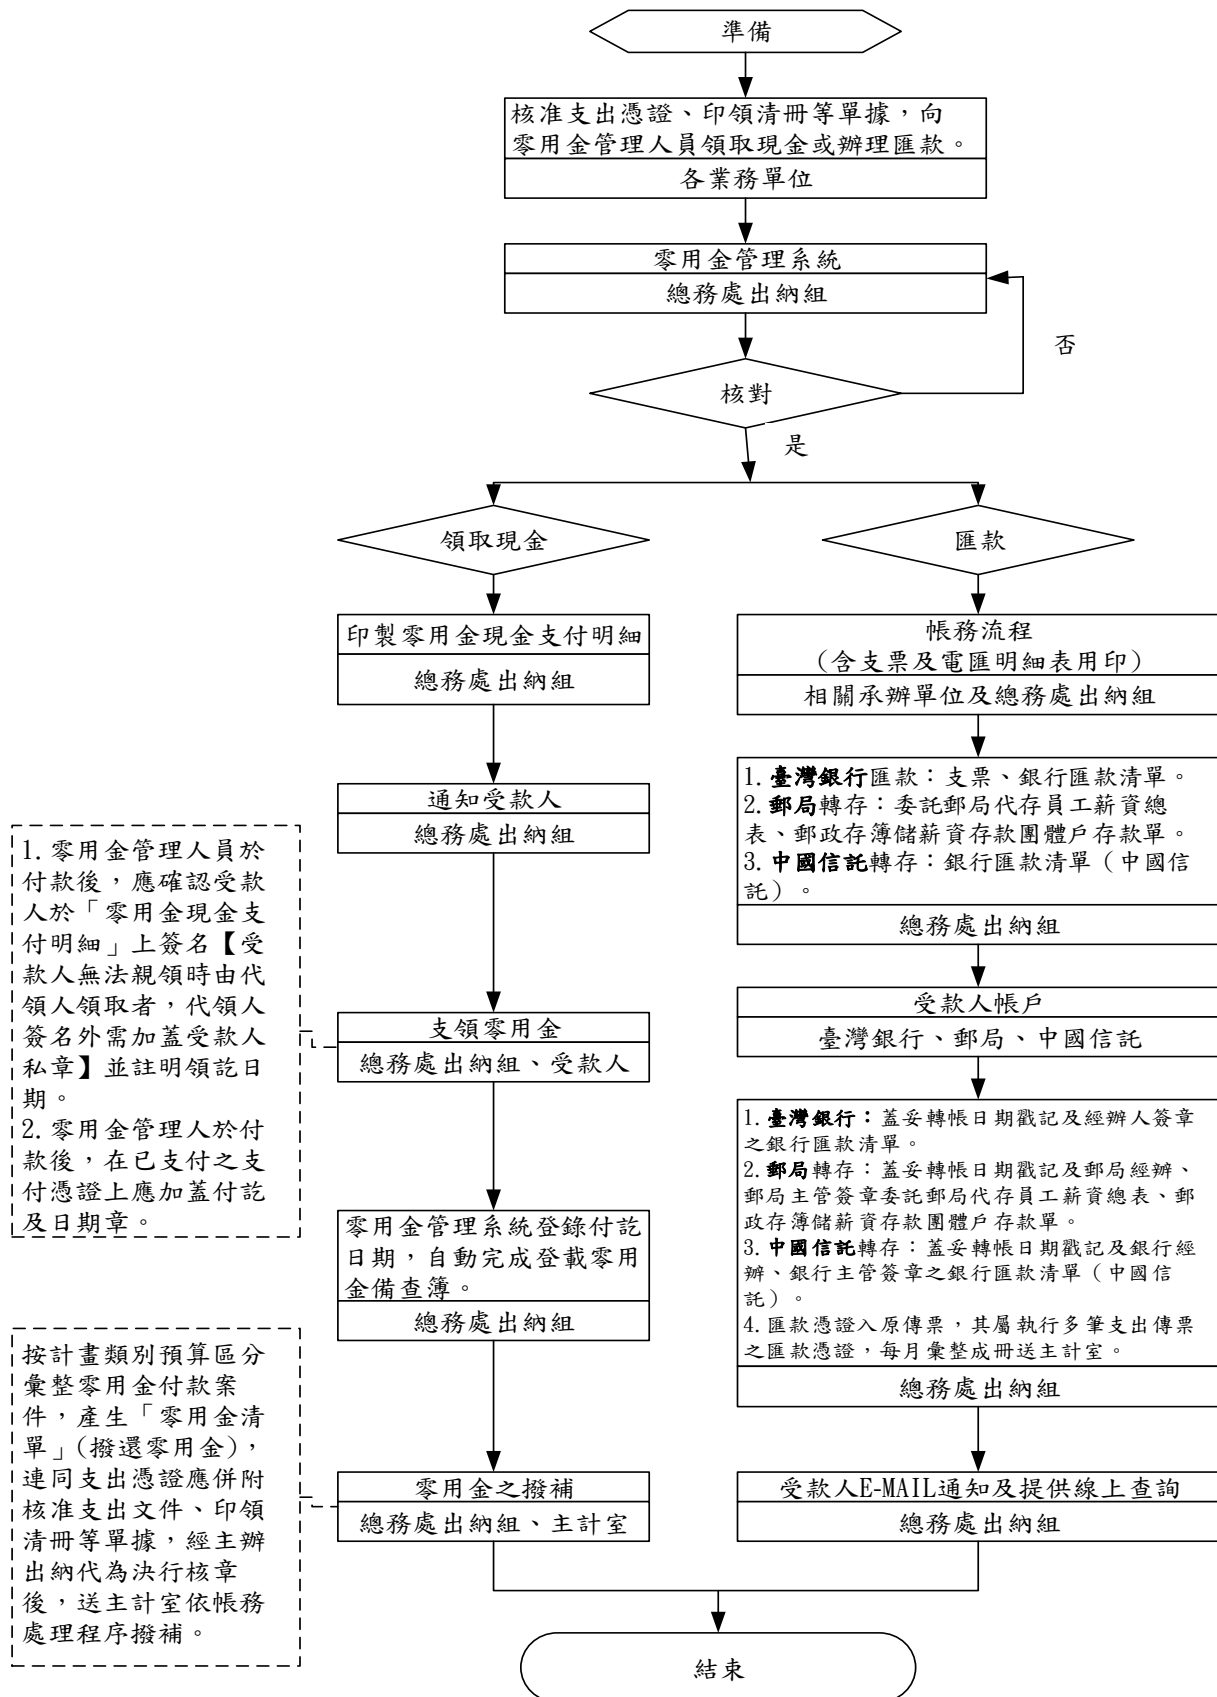 準備
核准支出憑證、印領清冊等單據，向
零用金管理人員領取現金或辦理匯款。
各業務單位
零用金管理系統
總務處出納組
否
核對
是
領取現金
印製零用金現金支付明細
總務處出納組
通知受款人
總務處出納組
1.零用金管理人員於
付款後，應確認受款
人於「零用金現金支
付明細」上簽名【受
款人無法親領時由代
領人領取者，代領人
簽名外需加蓋受款人
私章】並註明領訖日
期。
2.零用金管理人於付
款後，在已支付之支
付憑證上應加蓋付訖
及日期章。
支領零用金
總務處出納組、受款人
零用金管理系統登錄付訖
日期，自動完成登載零用
金備查簿。
總務處出納組
按計畫類別預算區分
彙整零用金付款案
件，產生「零用金清
單」(撥還零用金)，
連同支出憑證應併附
核准支出文件、印領
清冊等單據，經主辦
出納代為決行核章
後，送主計室依帳務
處理程序撥補。
零用金之撥補
總務處出納組、主計室
匯款
帳務流程
（含支票及電匯明細表用印）
相關承辦單位及總務處出納組
1.臺灣銀行匯款：支票、銀行匯款清單。
2.郵局轉存：委託郵局代存員工薪資總
表、郵政存簿儲薪資存款團體戶存款單。
3.中國信託轉存：銀行匯款清單（中國信
託）。
總務處出納組
受款人帳戶
臺灣銀行、郵局、中國信託
1.臺灣銀行：蓋妥轉帳日期戳記及經辦人簽章
之銀行匯款清單。
2.郵局轉存：蓋妥轉帳日期戳記及郵局經辦、
郵局主管簽章委託郵局代存員工薪資總表、郵
政存簿儲薪資存款團體戶存款單。
3.中國信託轉存：蓋妥轉帳日期戳記及銀行經
辦、銀行主管簽章之銀行匯款清單（中國信
託）。
4.匯款憑證入原傳票，其屬執行多筆支出傳票
之匯款憑證，每月彙整成冊送主計室。
總務處出納組
受款人E-MAIL通知及提供線上查詢
總務處出納組
結束